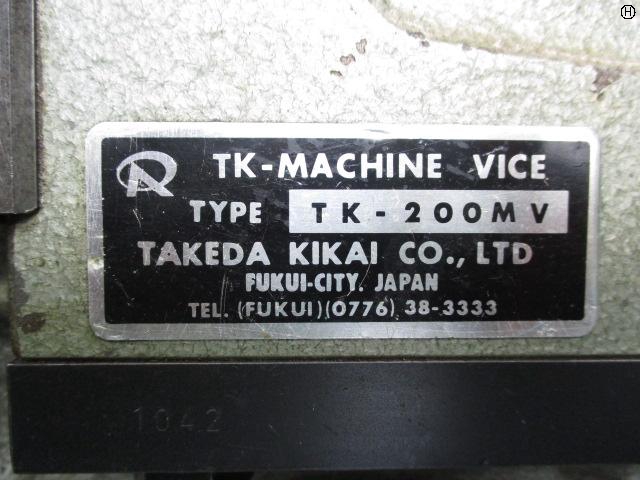 H
TK-MACHINE VICE
TYPE TK-200MV
TAKEDA KIKAI CO., LTD
FUKUI-CITY. JAPAN
TEL. (FUKUI)(0776) 38-3333
1042